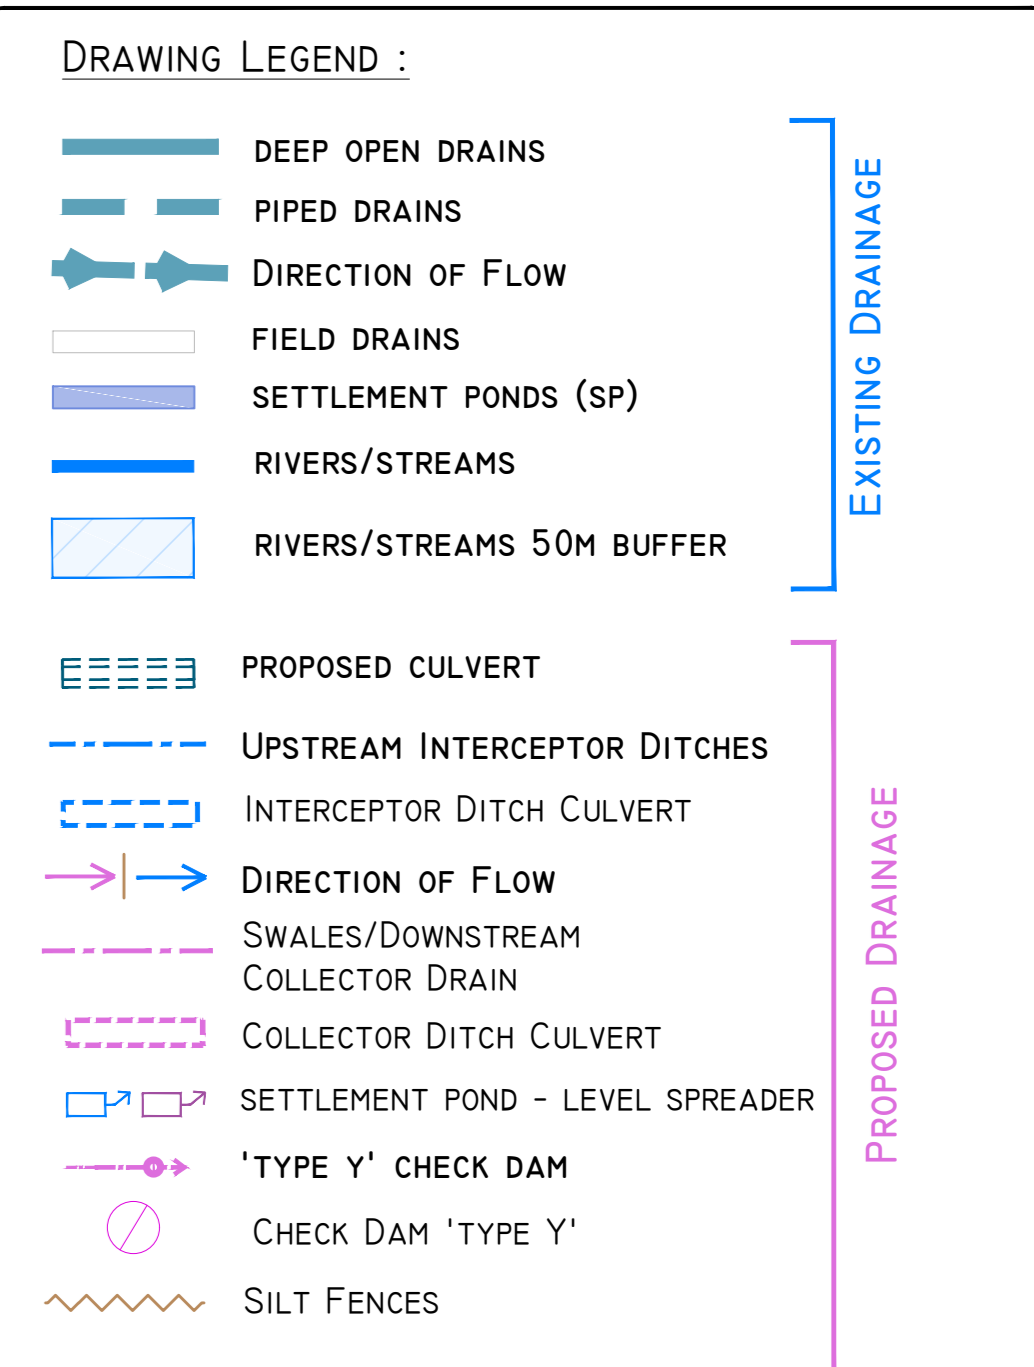 Drawing Legend :
DEEP OPEN DRAINS
PIPED DRAINS
Direction of Flow
FIELD DRAINS
SETTLEMENT PONDS (SP)
RIVERS/STREAMS
RIVERS/STREAMS 50M BUFFER
Existing Drainage
PROPOSED CULVERT
Upstream Interceptor Ditches
Interceptor Ditch Culvert
Direction of Flow
Swales/Downstream
Collector Drain
Collector Ditch Culvert
SETTLEMENT POND - LEVEL SPREADER
'TYPE Y' CHECK DAM
Check Dam 'type Y'
Silt Fences
Proposed Drainage